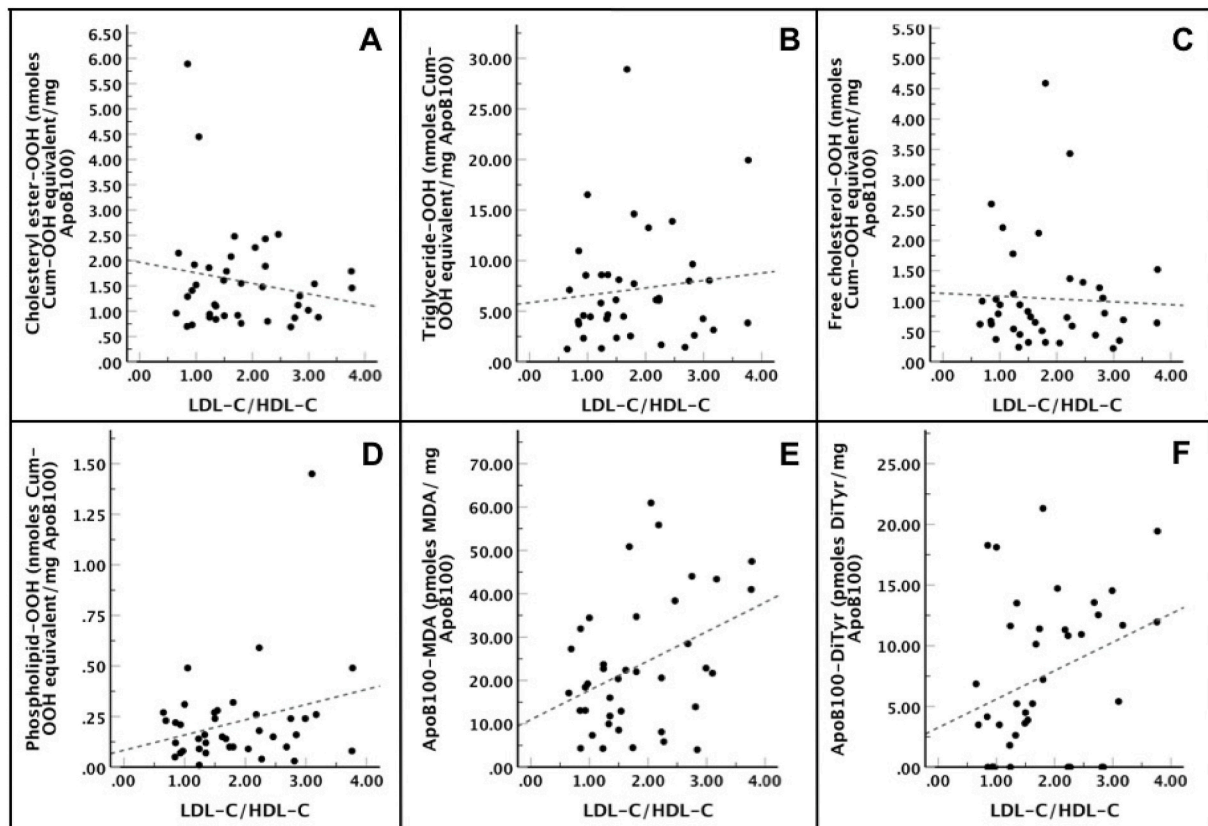 A
Cholesteryl ester-OOH (nmoles
Cum-OOH equivalent/mg
ApoB100)
6.50
6.00
5.50
5.00
4.50
4.00
3.50
3.00
2.50
2.00
1.50
1.00
.50
.00
.00 1.00 2.00 3.00 4.00
LDL-C/HDL-C
B
Triglyceride-OOH (nmoles Cum-
OOH equivalent/mg ApoB100)
30.00
25.00
20.00
15.00
10.00
5.00
.00
.00 1.00 2.00 3.00 4.00
LDL-C/HDL-C
C
Free cholesterol-OOH (nmoles
Cum-OOH equivalent/mg
ApoB100)
5.50
5.00
4.50
4.00
3.50
3.00
2.50
2.00
1.50
1.00
.50
.00
.00 1.00 2.00 3.00 4.00
LDL-C/HDL-C
D
Phospholipid-OOH (nmoles Cum-
OOH equivalent/mg ApoB100)
1.50
1.25
1.00
.75
.50
.25
.00
.00 1.00 2.00 3.00 4.00
LDL-C/HDL-C
E
ApoB100-MDA (pmoles MDA/ mg
ApoB100)
70.00
60.00
50.00
40.00
30.00
20.00
10.00
.00
.00 1.00 2.00 3.00 4.00
LDL-C/HDL-C
F
ApoB100-DiTyr (pmoles DiTyr/mg
ApoB100)
25.00
20.00
15.00
10.00
5.00
.00
.00 1.00 2.00 3.00 4.00
LDL-C/HDL-C